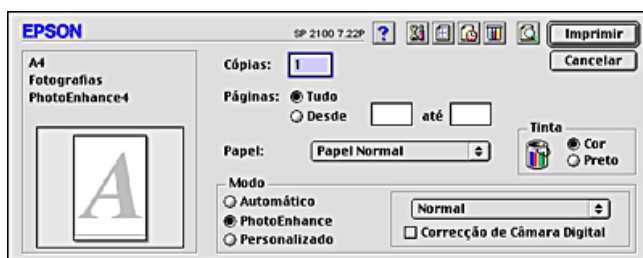 EPSON
SP 2100 7.22P
?
Imprimir
A4
Fotografias
PhotoEnhance4
Cópias: 1
Cancelar
Páginas: Tudo
Desde até
Papel: Papel Normal
Tinta
Cor
Preto
Modo
Automático
PhotoEnhance
Personalizado
Normal
Correcção de Câmara Digital
A